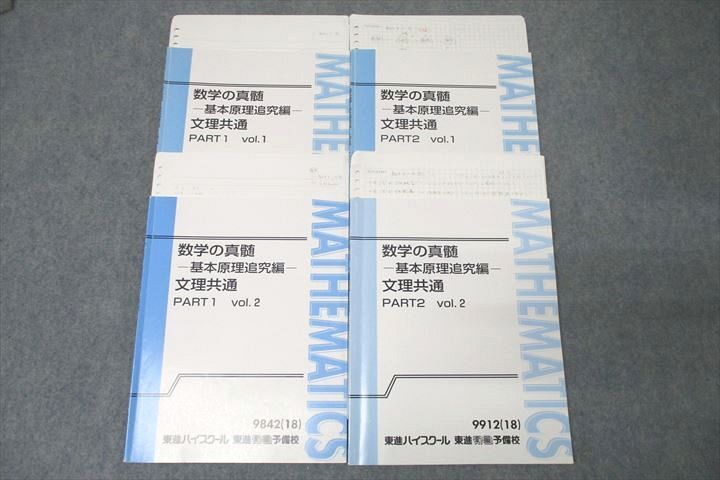 数学の真髄
―基本原理追究編―
文理共通
PART1 vol.1
MATHE
数学の真髄
―基本原理追究編―
文理共通
PART2 vol.1
MATHE
数学の真髄
―基本原理追究編―
文理共通
PART1 vol.2
MATHEMATICS
9842(18)
東進ハイスクール 東進衛星予備校
数学の真髄
―基本原理追究編―
文理共通
PART2 vol.2
MATHEMATICS
9912(18)
東進ハイスクール 東進衛星予備校